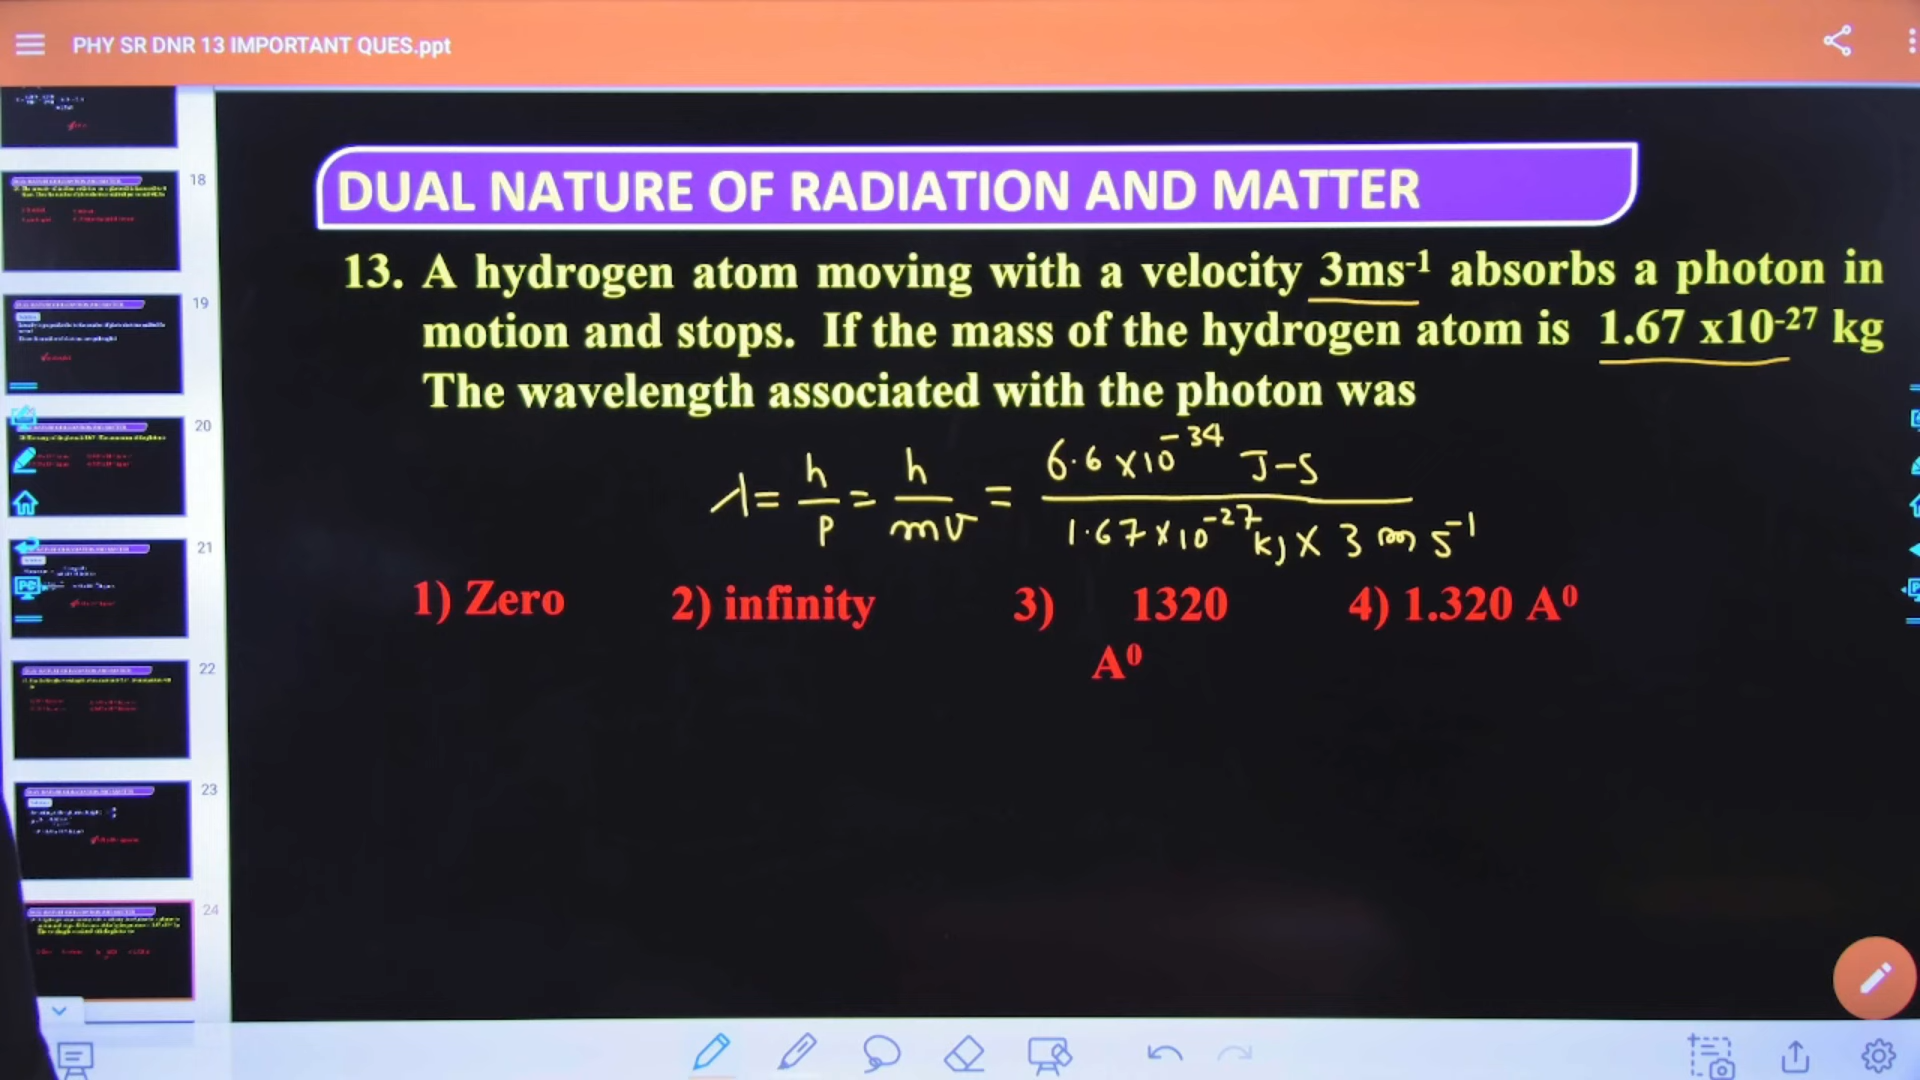 PHY SR DNR 13 IMPORTANT QUES.ppt
DUAL NATURE OF RADIATION AND MATTER
13. A hydrogen atom moving with a velocity 3ms⁻¹ absorbs a photon in
motion and stops. If the mass of the hydrogen atom is 1.67 x10⁻²⁷ kg
The wavelength associated with the photon was
λ = h/p = h/mv = 6.6 × 10⁻³⁴ J-S / 1.67 × 10⁻²⁷ kg × 3 m s⁻¹
1) Zero 2) infinity 3) 1320 4) 1.320 A⁰
A⁰
18
19
20
21
22
23
24